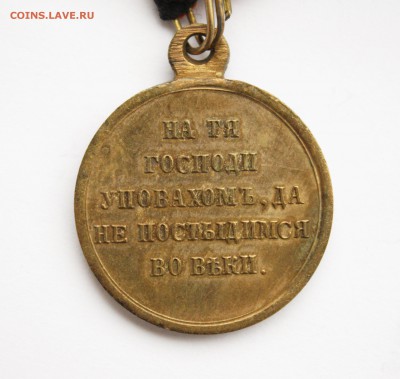 COINS.LAVE.RU
НА ТЯ
ГОСПОДИ
УПОВАХОМЪ, ДА
НЕ ПОСТЫДИМСЯ
ВО ВѢКИ.